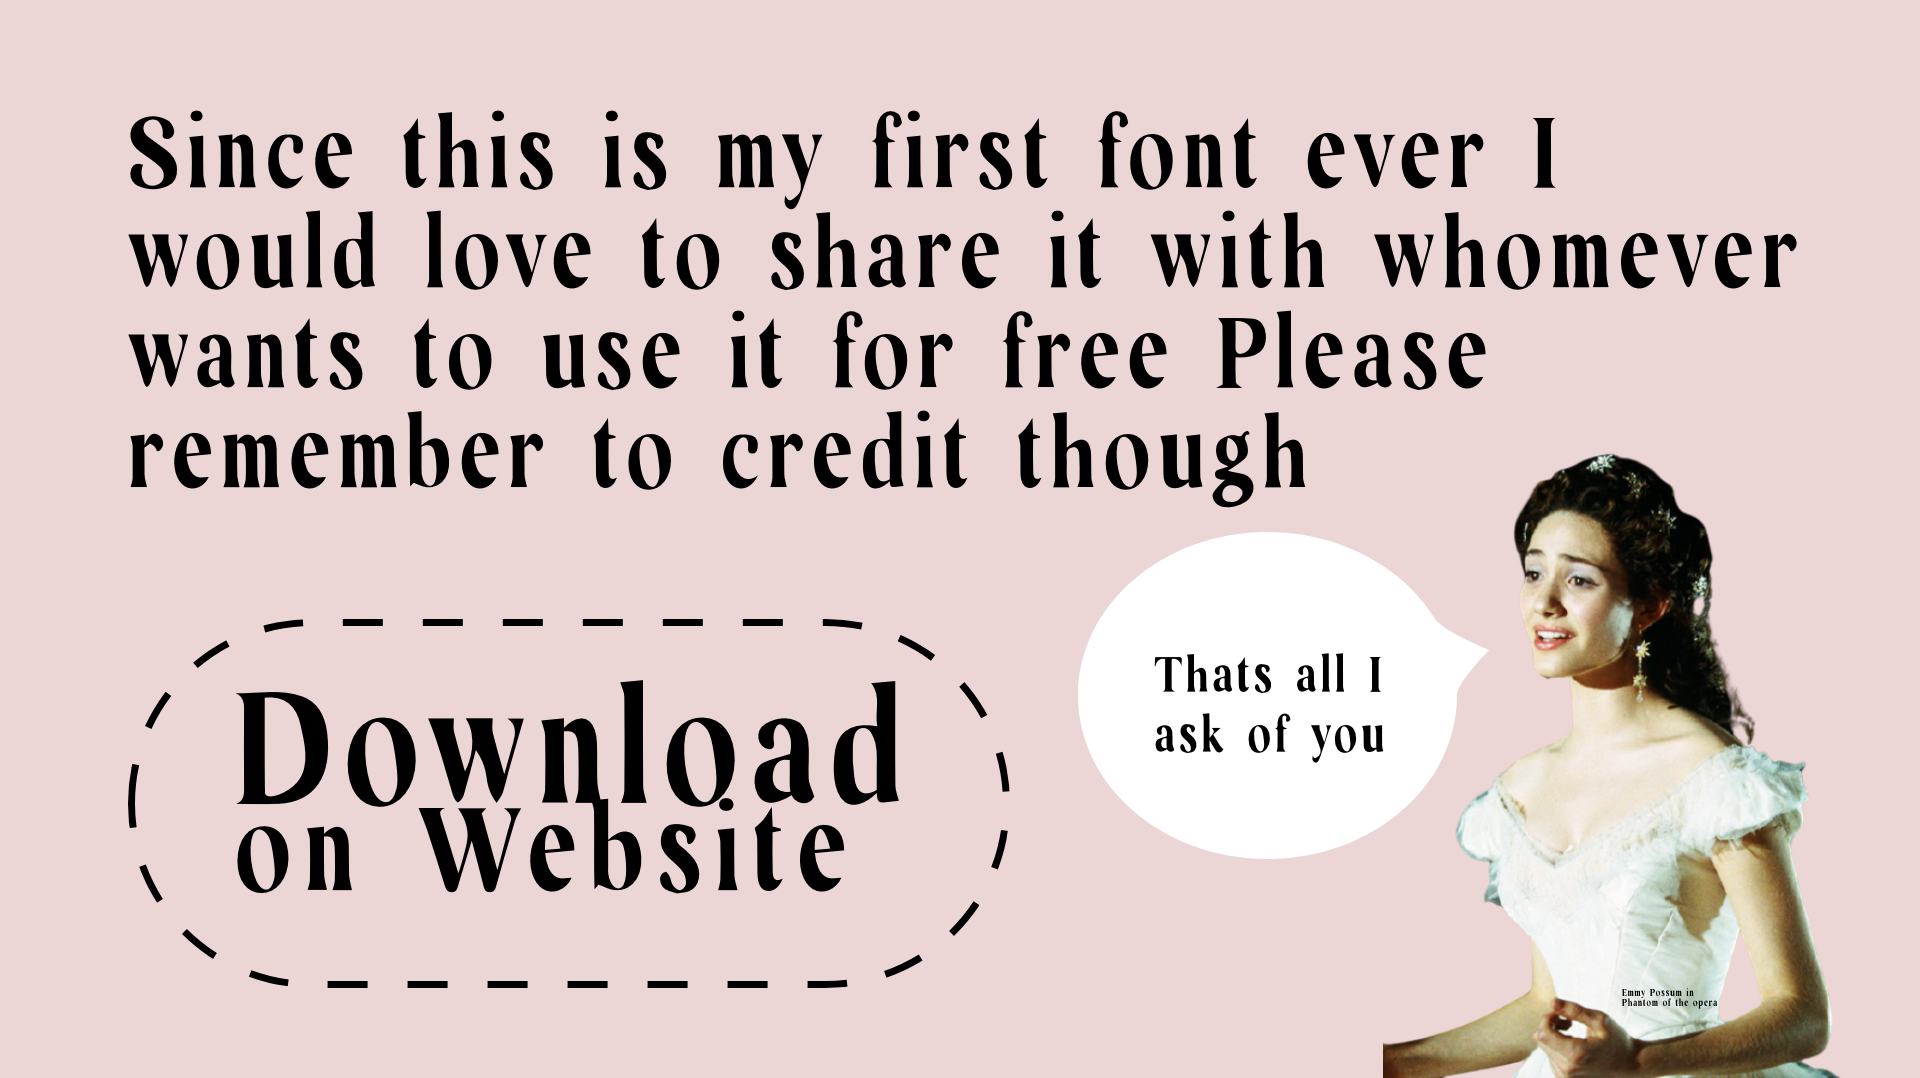 Since this is my first font ever I
would love to share it with whomever
wants to use it for free Please
remember to credit though
Thats all I
ask of you
Download
on Website
Emmy Possum in
Phantom of the opera